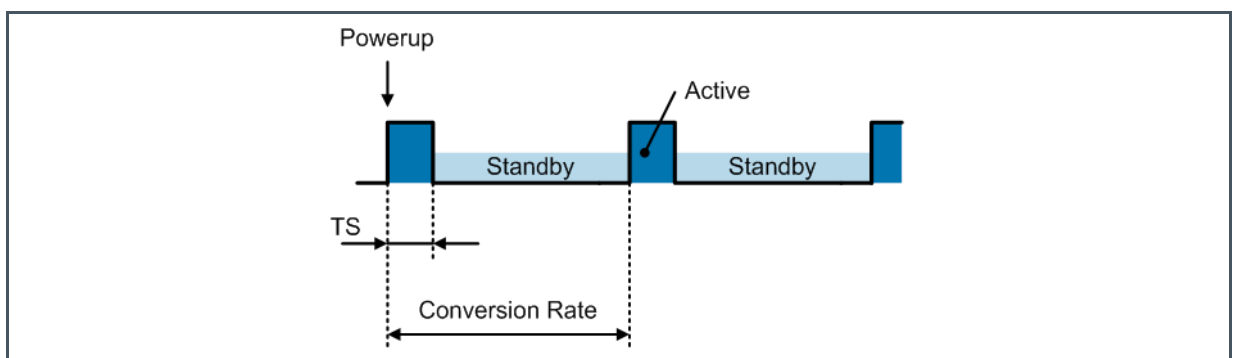 Powerup
Active
Standby
Standby
TS
Conversion Rate